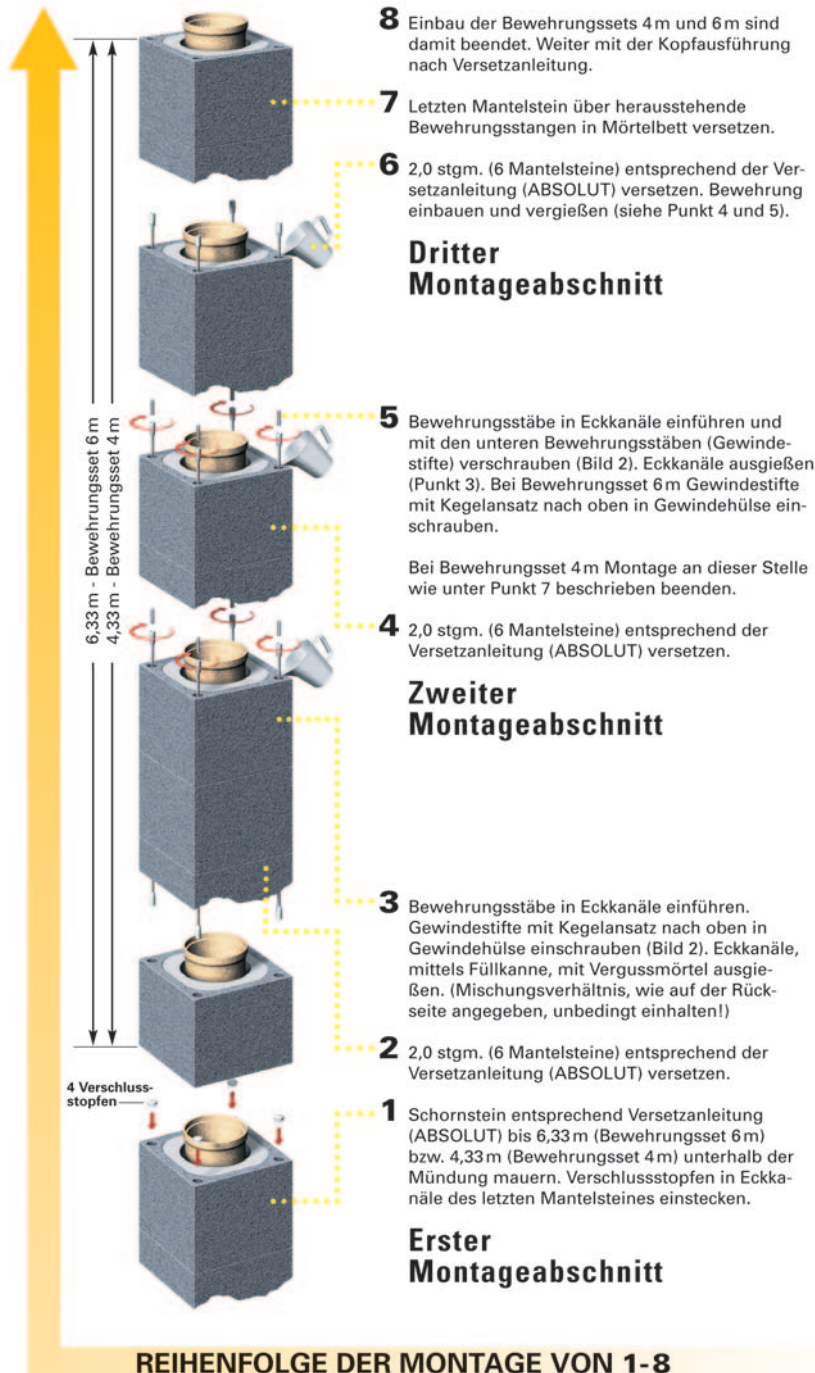 8 Einbau der Bewehrungssets 4 m und 6 m sind
damit beendet. Weiter mit der Kopfausführung
nach Versetzanleitung.
7 Letzten Mantelstein über herausstehende
Bewehrungsstangen in Mörtelbett versetzen.
6 2,0 stgm. (6 Mantelsteine) entsprechend der Ver-
setzanleitung (ABSOLUT) versetzen. Bewehrung
einbauen und vergießen (siehe Punkt 4 und 5).
Dritter
Montageabschnitt
5 Bewehrungsstäbe in Eckkanäle einführen und
mit den unteren Bewehrungsstäben (Gewinde-
stifte) verschrauben (Bild 2). Eckkanäle ausgießen
(Punkt 3). Bei Bewehrungsset 6 m Gewindestifte
mit Kegelansatz nach oben in Gewindehülse ein-
schrauben.
Bei Bewehrungsset 4 m Montage an dieser Stelle
wie unter Punkt 7 beschrieben beenden.
4 2,0 stgm. (6 Mantelsteine) entsprechend der
Versetzanleitung (ABSOLUT) versetzen.
Zweiter
Montageabschnitt
6,33 m - Bewehrungsset 6 m
4,33 m - Bewehrungsset 4 m
3 Bewehrungsstäbe in Eckkanäle einführen.
Gewindestifte mit Kegelansatz nach oben in
Gewindehülse einschrauben (Bild 2). Eckkanäle,
mittels Füllkanne, mit Vergussmörtel ausgie-
ßen. (Mischungsverhältnis, wie auf der Rück-
seite angegeben, unbedingt einhalten!)
2 2,0 stgm. (6 Mantelsteine) entsprechend der
Versetzanleitung (ABSOLUT) versetzen.
4 Verschluss-
stopfen
1 Schornstein entsprechend Versetzanleitung
(ABSOLUT) bis 6,33 m (Bewehrungsset 6 m)
bzw. 4,33 m (Bewehrungsset 4 m) unterhalb der
Mündung mauern. Verschlussstopfen in Eckka-
näle des letzten Mantelsteines einstecken.
Erster
Montageabschnitt
REIHENFOLGE DER MONTAGE VON 1-8